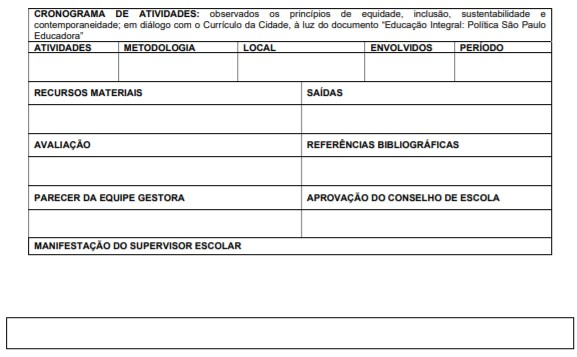 CRONOGRAMA DE ATIVIDADES: observados os princípios de equidade, inclusão, sustentabilidade e
contemporaneidade; em diálogo com o Currículo da Cidade, à luz do documento “Educação Integral: Política São Paulo
Educadora”
ATIVIDADES METODOLOGIA LOCAL ENVOLVIDOS PERÍODO
RECURSOS MATERIAIS SAÍDAS
AVALIAÇÃO REFERÊNCIAS BIBLIOGRÁFICAS
PARECER DA EQUIPE GESTORA APROVAÇÃO DO CONSELHO DE ESCOLA
MANIFESTAÇÃO DO SUPERVISOR ESCOLAR